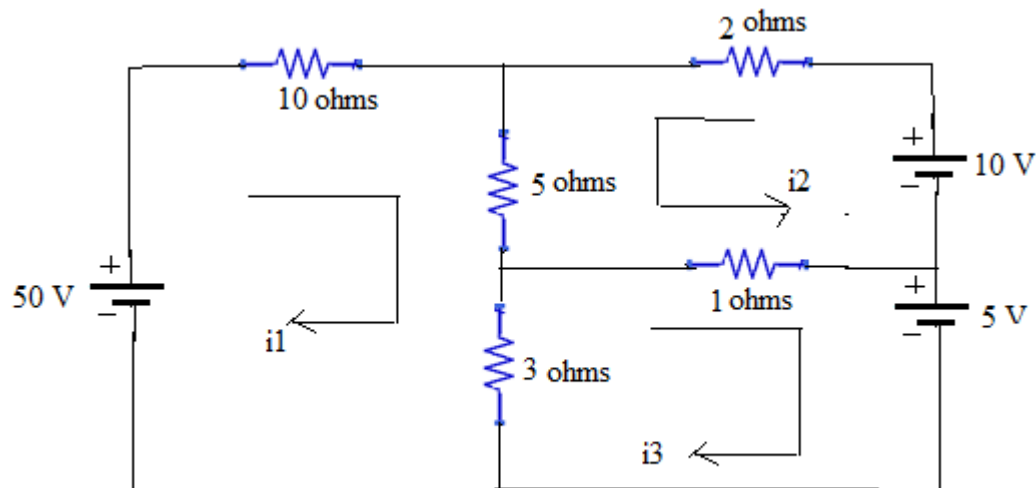 2 ohms
10 ohms
+
10 V
−
5 ohms
i2
+
50 V
−
1 ohms
+
5 V
−
i1
3 ohms
i3